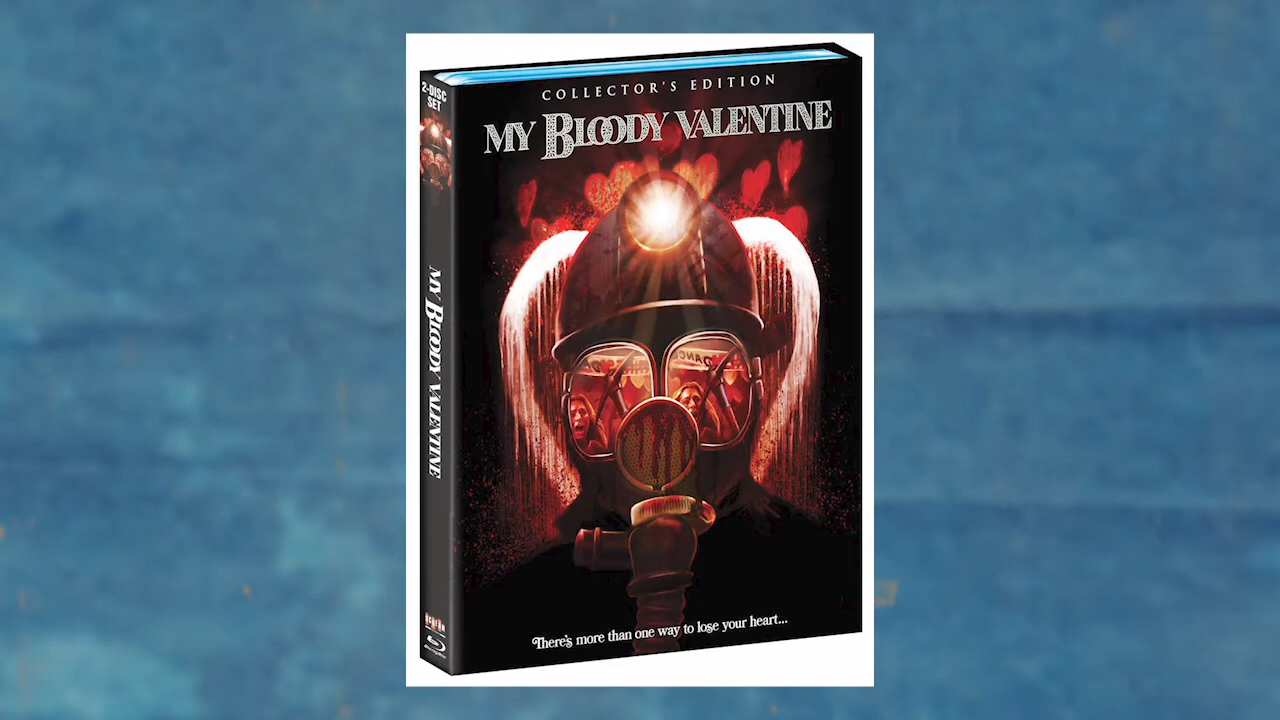 COLLECTOR'S EDITION
MY BLOODY VALENTINE
2-DISC
SET
MY BLOODY VALENTINE
There's more than one way to lose your heart...